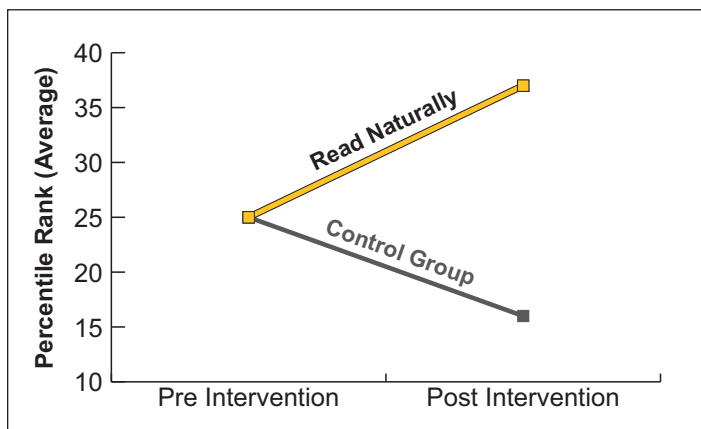 Percentile Rank (Average)
40
35
30
25
20
15
10
Read Naturally
Control Group
Pre Intervention
Post Intervention